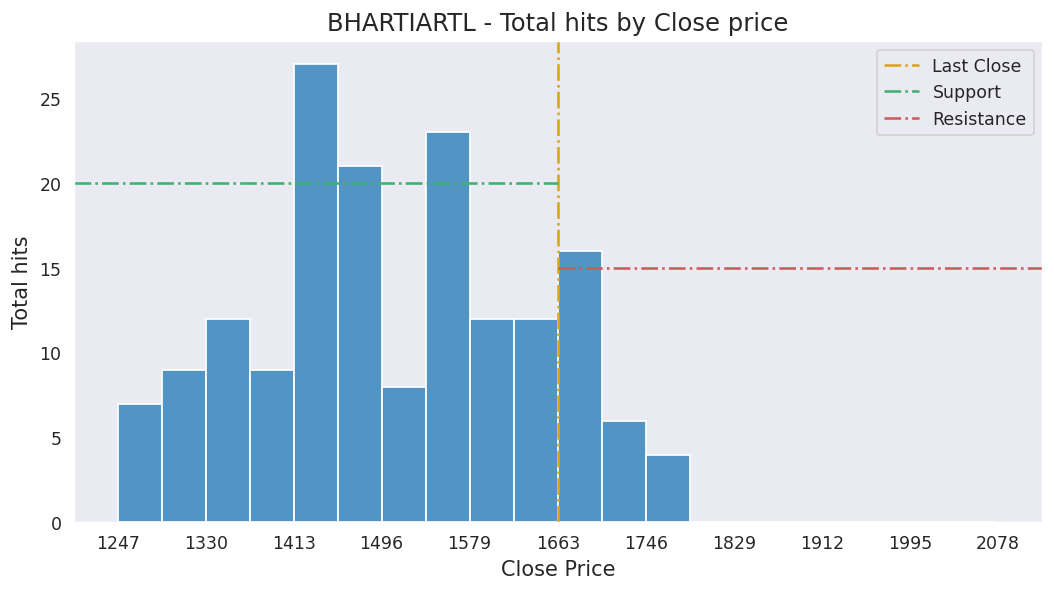 BHARTIARTL - Total hits by Close price
Last Close
Support
Resistance
Total hits
25
20
15
10
5
0
1247 1330 1413 1496 1579 1663 1746 1829 1912 1995 2078
Close Price